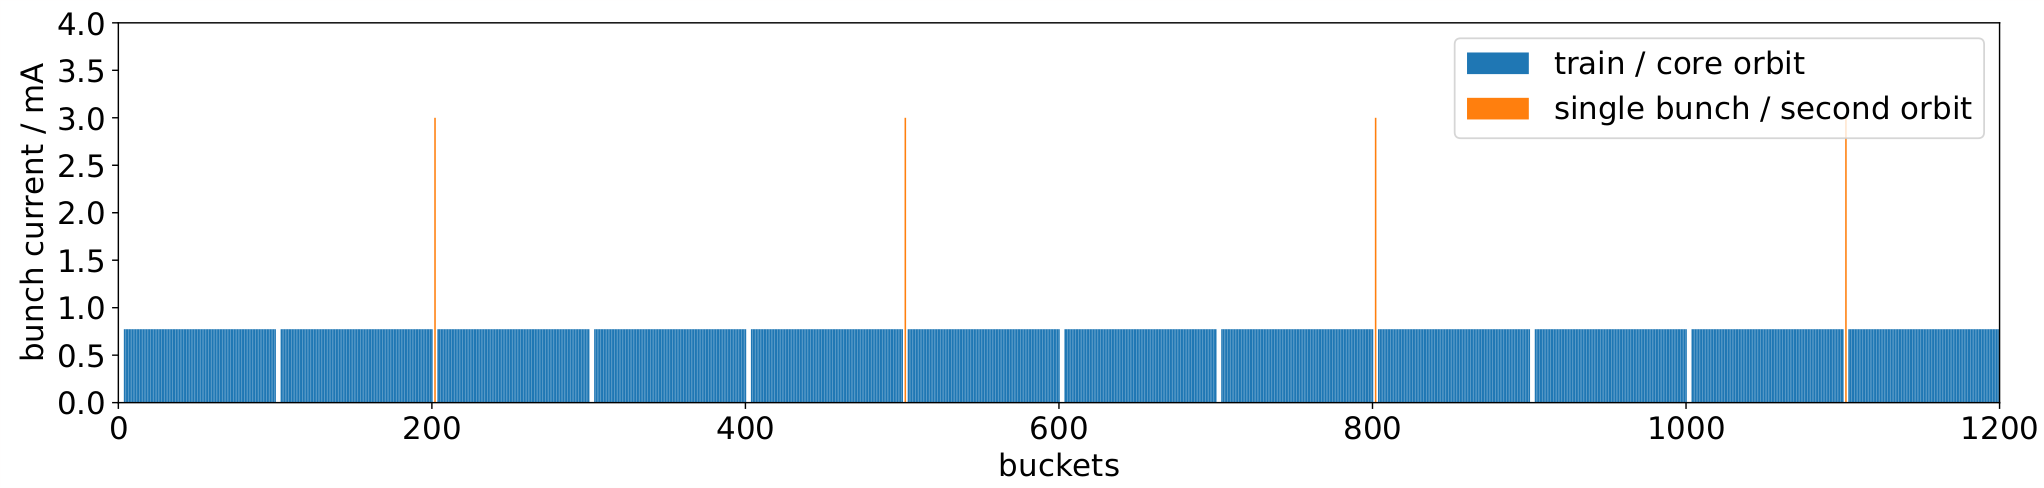 4.0
3.5
3.0
2.5
2.0
1.5
1.0
0.5
0.0
bunch current / mA
train / core orbit
single bunch / second orbit
0 200 400 600 800 1000 1200
buckets